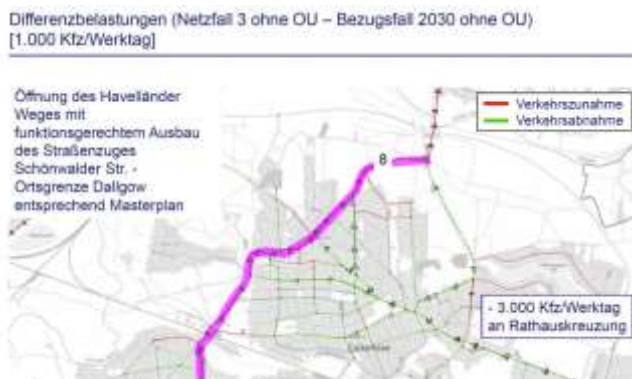 Differenzbelastungen (Netzfall 3 ohne OU – Bezugsfall 2030 ohne OU)
[1.000 Kfz/Werktag]
Öffnung des Havelländer
Weges mit
funktionsgerechtem Ausbau
des Straßenzuges
Schönwalder Str. -
Ortsgrenze Dallgow
entsprechend Masterplan
Verkehrszunahme
Verkehrsabnahme
8
- 3.000 Kfz/Werktag
an Rathauskreuzung